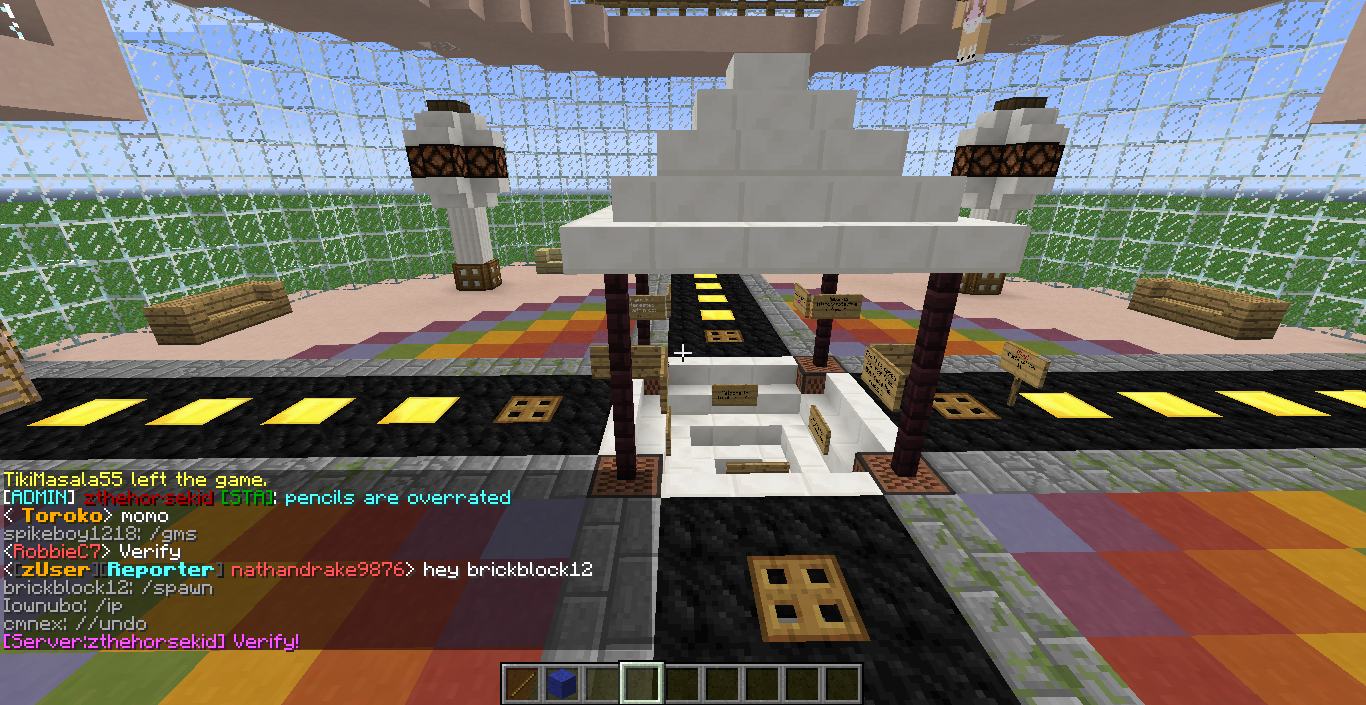 TikiMasala55 left the game.
[ADMIN] zthehorsekid [STA]: pencils are overrated
< Toroko> momo
spikeboy1218: /gms
<RobbieC7> Verify
<[zUser][Reporter] nathandrake9876> hey brickblock12
brickblock12: /spawn
Iownubo: /ip
cmnex: //undo
[Server:zthehorsekid] Verify!